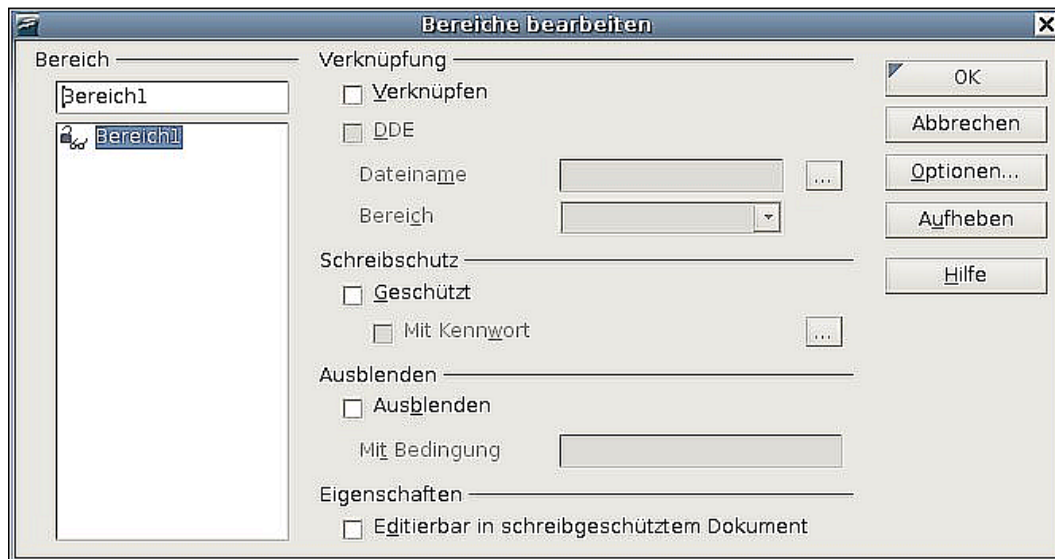 Bereiche bearbeiten
Bereich
Bereich1
Bereich1
Verknüpfung
Verknüpfen
DDE
Dateiname
...
Bereich
Schreibschutz
Geschützt
Mit Kennwort
...
Ausblenden
Ausblenden
Mit Bedingung
Eigenschaften
Editierbar in schreibgeschütztem Dokument
OK
Abbrechen
Optionen...
Aufheben
Hilfe